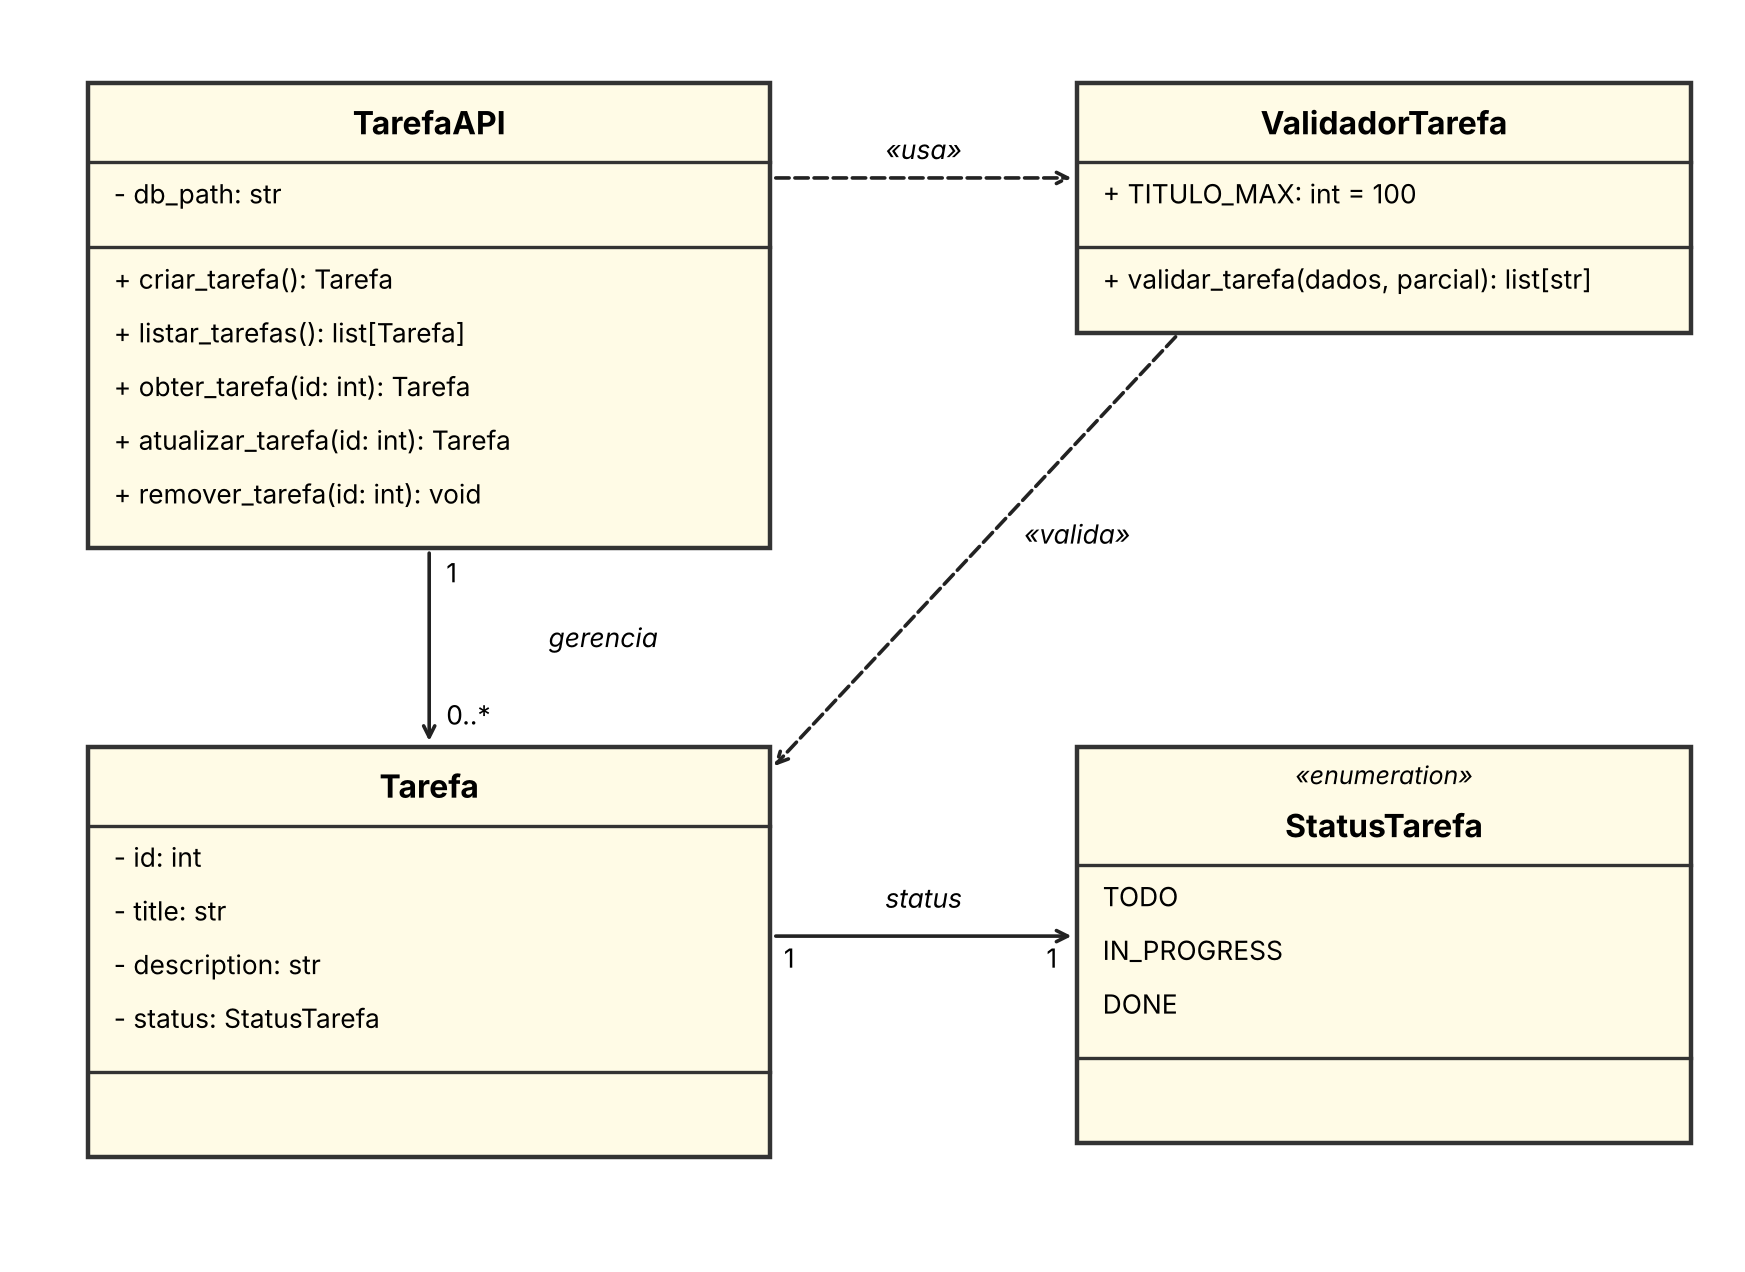 TarefaAPI
- db_path: str
+ criar_tarefa(): Tarefa
+ listar_tarefas(): list[Tarefa]
+ obter_tarefa(id: int): Tarefa
+ atualizar_tarefa(id: int): Tarefa
+ remover_tarefa(id: int): void
«usa»
ValidadorTarefa
+ TITULO_MAX: int = 100
+ validar_tarefa(dados, parcial): list[str]
«valida»
1
gerencia
0..*
Tarefa
- id: int
- title: str
- description: str
- status: StatusTarefa
status
1
1
«enumeration»
StatusTarefa
TODO
IN_PROGRESS
DONE